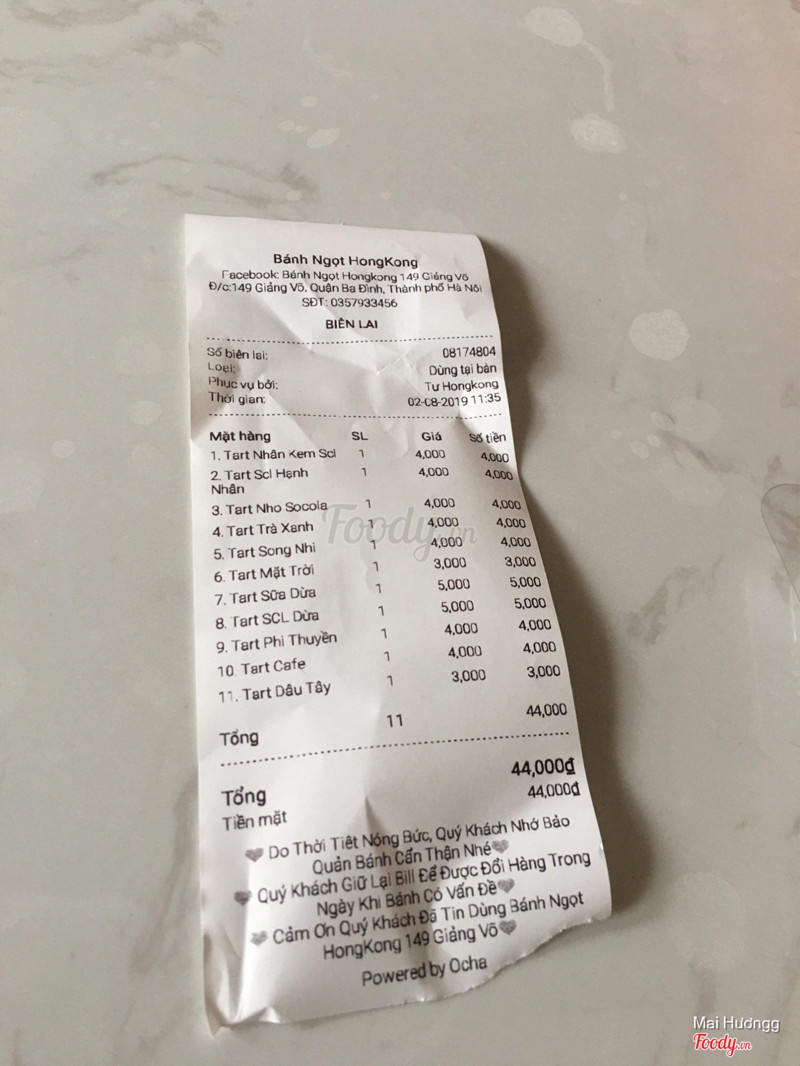 Bánh Ngọt HongKong
Facebook: Bánh Ngọt Hongkong 149 Giảng Võ
Đ/c:149 Giảng Võ, Quận Ba Đình, Thành phố Hà Nội
SĐT: 0357933456
BIÊN LAI
Số biên lai: 08174804
Loại: Dùng tại bàn
Phục vụ bởi: Tư Hongkong
Thời gian: 02-08-2019 11:35
Mặt hàng SL Giá Số tiền
1. Tart Nhân Kem Scl 1 4,000 4,000
2. Tart Scl Hạnh 1 4,000 4,000
Nhân
3. Tart Nho Socola 1 4,000 4,000
4. Tart Trà Xanh 1 4,000 4,000
5. Tart Song Nhi 1 4,000 4,000
6. Tart Mặt Trời 1 3,000 3,000
7. Tart Sữa Dừa 1 5,000 5,000
8. Tart SCL Dừa 1 5,000 5,000
9. Tart Phi Thuyền 1 4,000 4,000
10. Tart Cafe 1 4,000 4,000
11. Tart Dâu Tây 1 3,000 3,000
Tổng 11 44,000
Tổng 44,000đ
Tiền mặt 44,000đ
Do Thời Tiết Nóng Bức, Quý Khách Nhớ Bảo
Quản Bánh Cẩn Thận Nhé
Quý Khách Giữ Lại Bill Để Được Đổi Hàng Trong
Ngày Khi Bánh Có Vấn Đề
Cảm Ơn Quý Khách Đã Tin Dùng Bánh Ngọt
HongKong 149 Giảng Võ
Powered by Ocha
Foody.vn
Mai Hươngg
Foody.vn